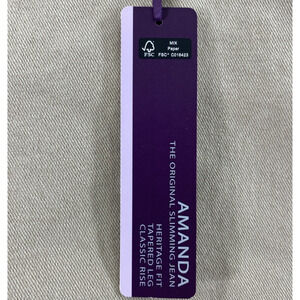 FSC
MIX
Paper
FSC® C016423
AMANDA
THE ORIGINAL SLIMMING JEAN
HERITAGE FIT
TAPERED LEG
CLASSIC RISE